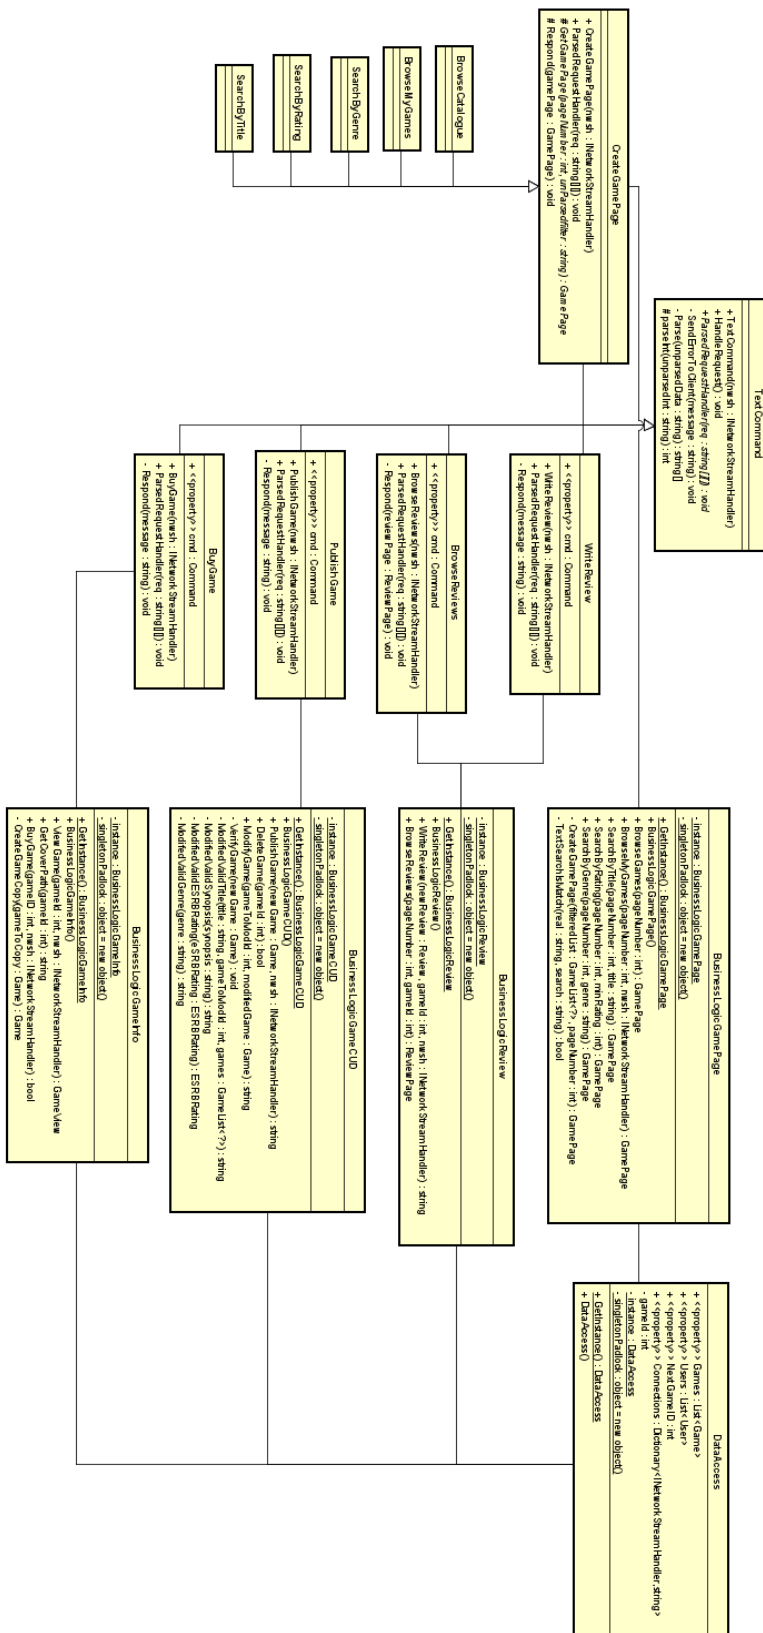 TextCommand
+ TextCommand(nwsh : INetworkStreamHandler)
+ HandleRequest() : void
+ ParsedRequestHandler(req : string[]) : void
- SendErrorToClient(message : string) : void
- Parse(unparsedData : string) : string[]
# parseInt(unparsedInt : string) : int
CreateGamePage
+ CreateGamePage(nwsh : INetworkStreamHandler)
+ ParsedRequestHandler(req : string[]) : void
# GetGamePage(pageNumber : int, unParsedfilter : string) : GamePage
# Respond(gamePage : GamePage) : void
BrowseCatalogue
BrowseMyGames
SearchByGenre
SearchByRating
SearchByTitle
WriteReview
+ <<property>> cmd : Command
+ WriteReview(nwsh : INetworkStreamHandler)
+ ParsedRequestHandler(req : string[]) : void
- Respond(message : string) : void
BrowseReviews
+ <<property>> cmd : Command
+ BrowseReviews(nwsh : INetworkStreamHandler)
+ ParsedRequestHandler(req : string[]) : void
- Respond(reviewPage : ReviewPage) : void
PublishGame
+ <<property>> cmd : Command
+ PublishGame(nwsh : INetworkStreamHandler)
+ ParsedRequestHandler(req : string[]) : void
- Respond(message : string) : void
BuyGame
+ <<property>> cmd : Command
+ BuyGame(nwsh : INetworkStreamHandler)
+ ParsedRequestHandler(req : string[]) : void
- Respond(message : string) : void
BusinessLogicGamePage
- instance : BusinessLogicGamePage
- singletonPadlock : object = new object()
+ GetInstance() : BusinessLogicGamePage
+ BusinessLogicGamePage()
+ BrowseGames(pageNumber : int) : GamePage
+ BrowseMyGames(pageNumber : int, nwsh : INetworkStreamHandler) : GamePage
+ SearchByTitle(pageNumber : int, title : string) : GamePage
+ SearchByRating(pageNumber : int, minRating : int) : GamePage
+ SearchByGenre(pageNumber : int, genre : string) : GamePage
- CreateGamePage(filteredList : GameList<?>, pageNumber : int) : GamePage
- TextSearchIsMatch(real : string, search : string) : bool
BusinessLogicReview
- instance : BusinessLogicReview
- singletonPadlock : object = new object()
+ GetInstance() : BusinessLogicReview
+ BusinessLogicReview()
+ WriteReview(newReview : Review, gameId : int, nwsh : INetworkStreamHandler) : string
+ BrowseReviews(pageNumber : int, gameId : int) : ReviewPage
BusinessLogicGameCUD
- instance : BusinessLogicGameCUD
- singletonPadlock : object = new object()
+ GetInstance() : BusinessLogicGameCUD
+ BusinessLogicGameCUD()
+ PublishGame(newGame : Game, nwsh : INetworkStreamHandler) : string
+ DeleteGame(gameId : int) : bool
+ ModifyGame(gameToModId : int, modifiedGame : Game) : string
- VerifyGame(newGame : Game) : void
- ModifiedValidTitle(title : string, gameToModId : int, games : GameList<?>) : string
- ModifiedValidSynopsis(synopsis : string) : string
- ModifiedValidESRBRating(eSRBRating : ESRBRating) : ESRBRating
- ModifiedValidGenre(genre : string) : string
BusinessLogicGameInfo
- instance : BusinessLogicGameInfo
- singletonPadlock : object = new object()
+ GetInstance() : BusinessLogicGameInfo
+ BusinessLogicGameInfo()
+ ViewGame(gameId : int, nwsh : INetworkStreamHandler) : GameView
+ GetCoverPath(gameId : int) : string
+ BuyGame(gameID : int, nwsh : INetworkStreamHandler) : bool
- CreateGameCopy(gameToCopy : Game) : Game
DataAccess
+ <<property>> Games : List<Game>
+ <<property>> Users : List<User>
+ <<property>> NextGameID : int
+ <<property>> Connections : Dictionary<INetworkStreamHandler,string>
- gameId : int
- instance : DataAccess
- singletonPadlock : object = new object()
+ GetInstance() : DataAccess
+ DataAccess()